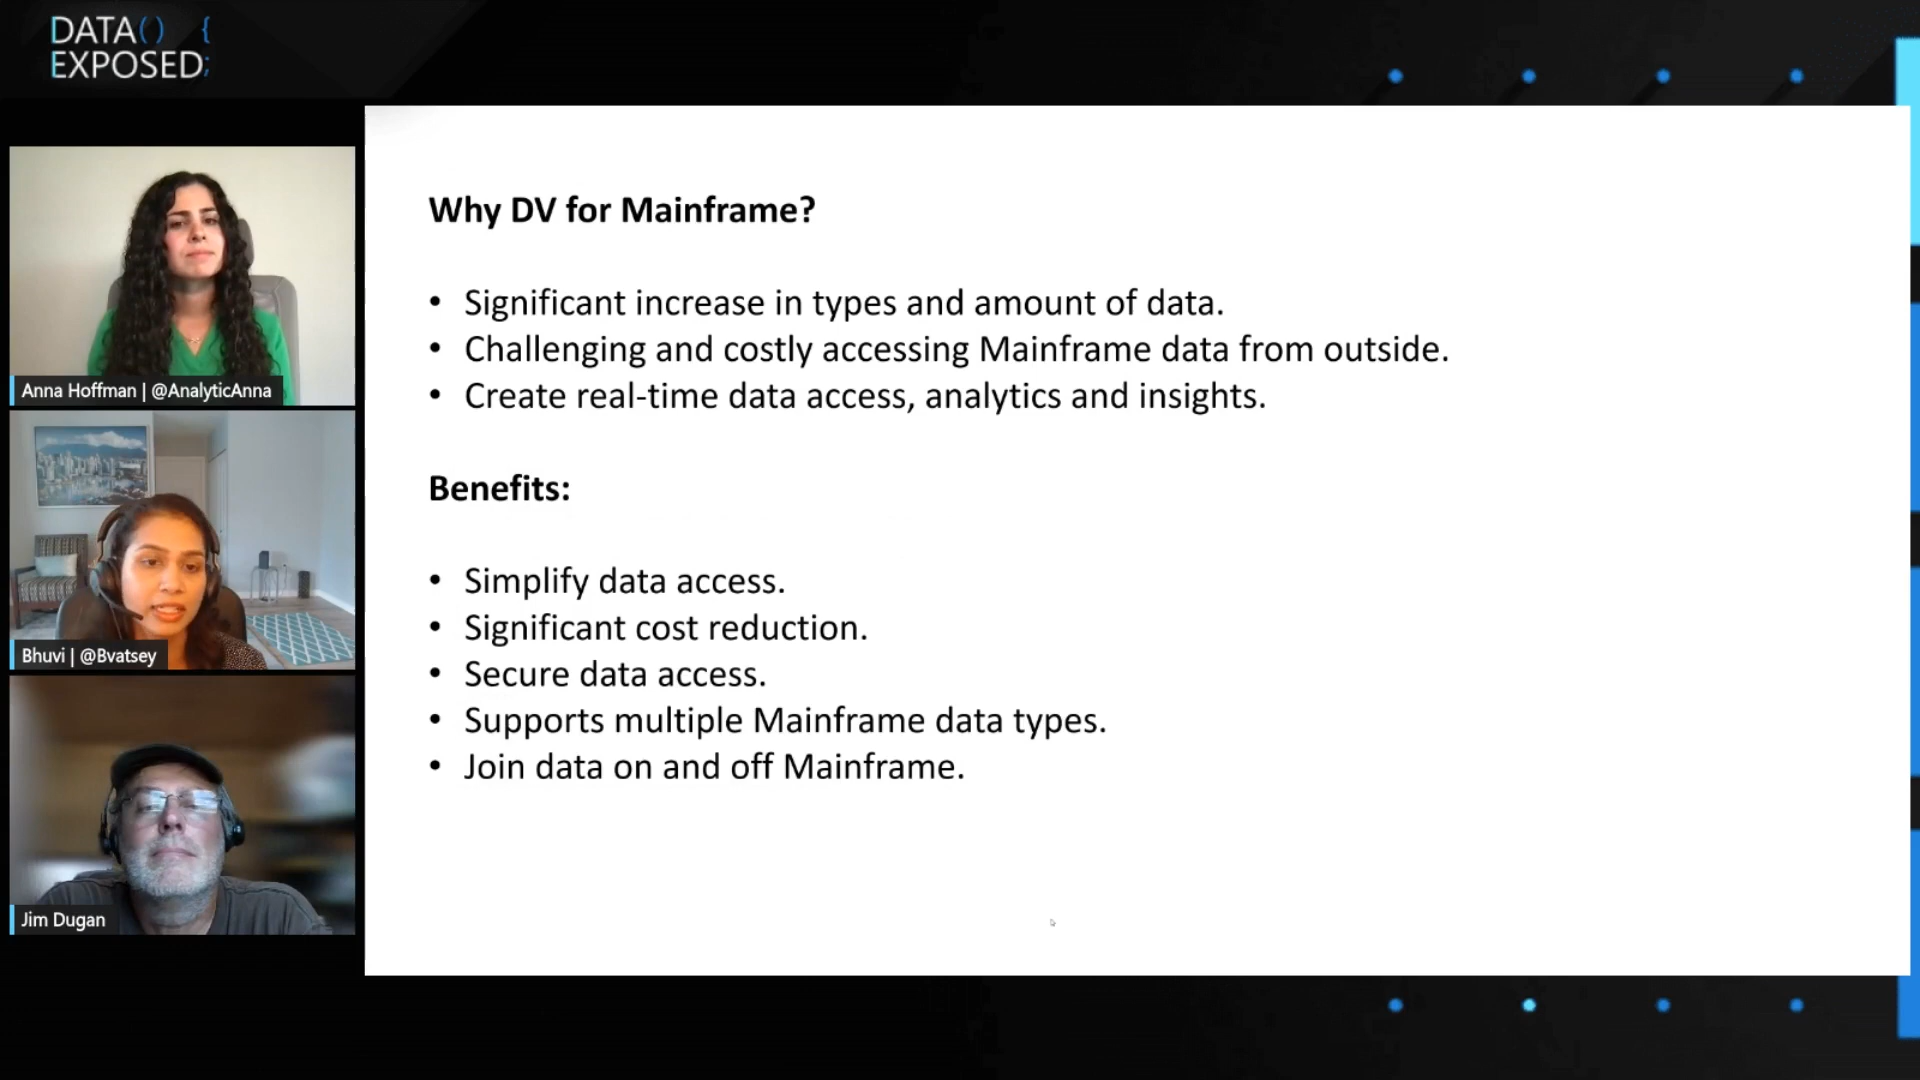 DATA() {
EXPOSED;
Anna Hoffman | @AnalyticAnna
Bhuvi | @Bvatsey
Jim Dugan
Why DV for Mainframe?
• Significant increase in types and amount of data.
• Challenging and costly accessing Mainframe data from outside.
• Create real-time data access, analytics and insights.
Benefits:
• Simplify data access.
• Significant cost reduction.
• Secure data access.
• Supports multiple Mainframe data types.
• Join data on and off Mainframe.